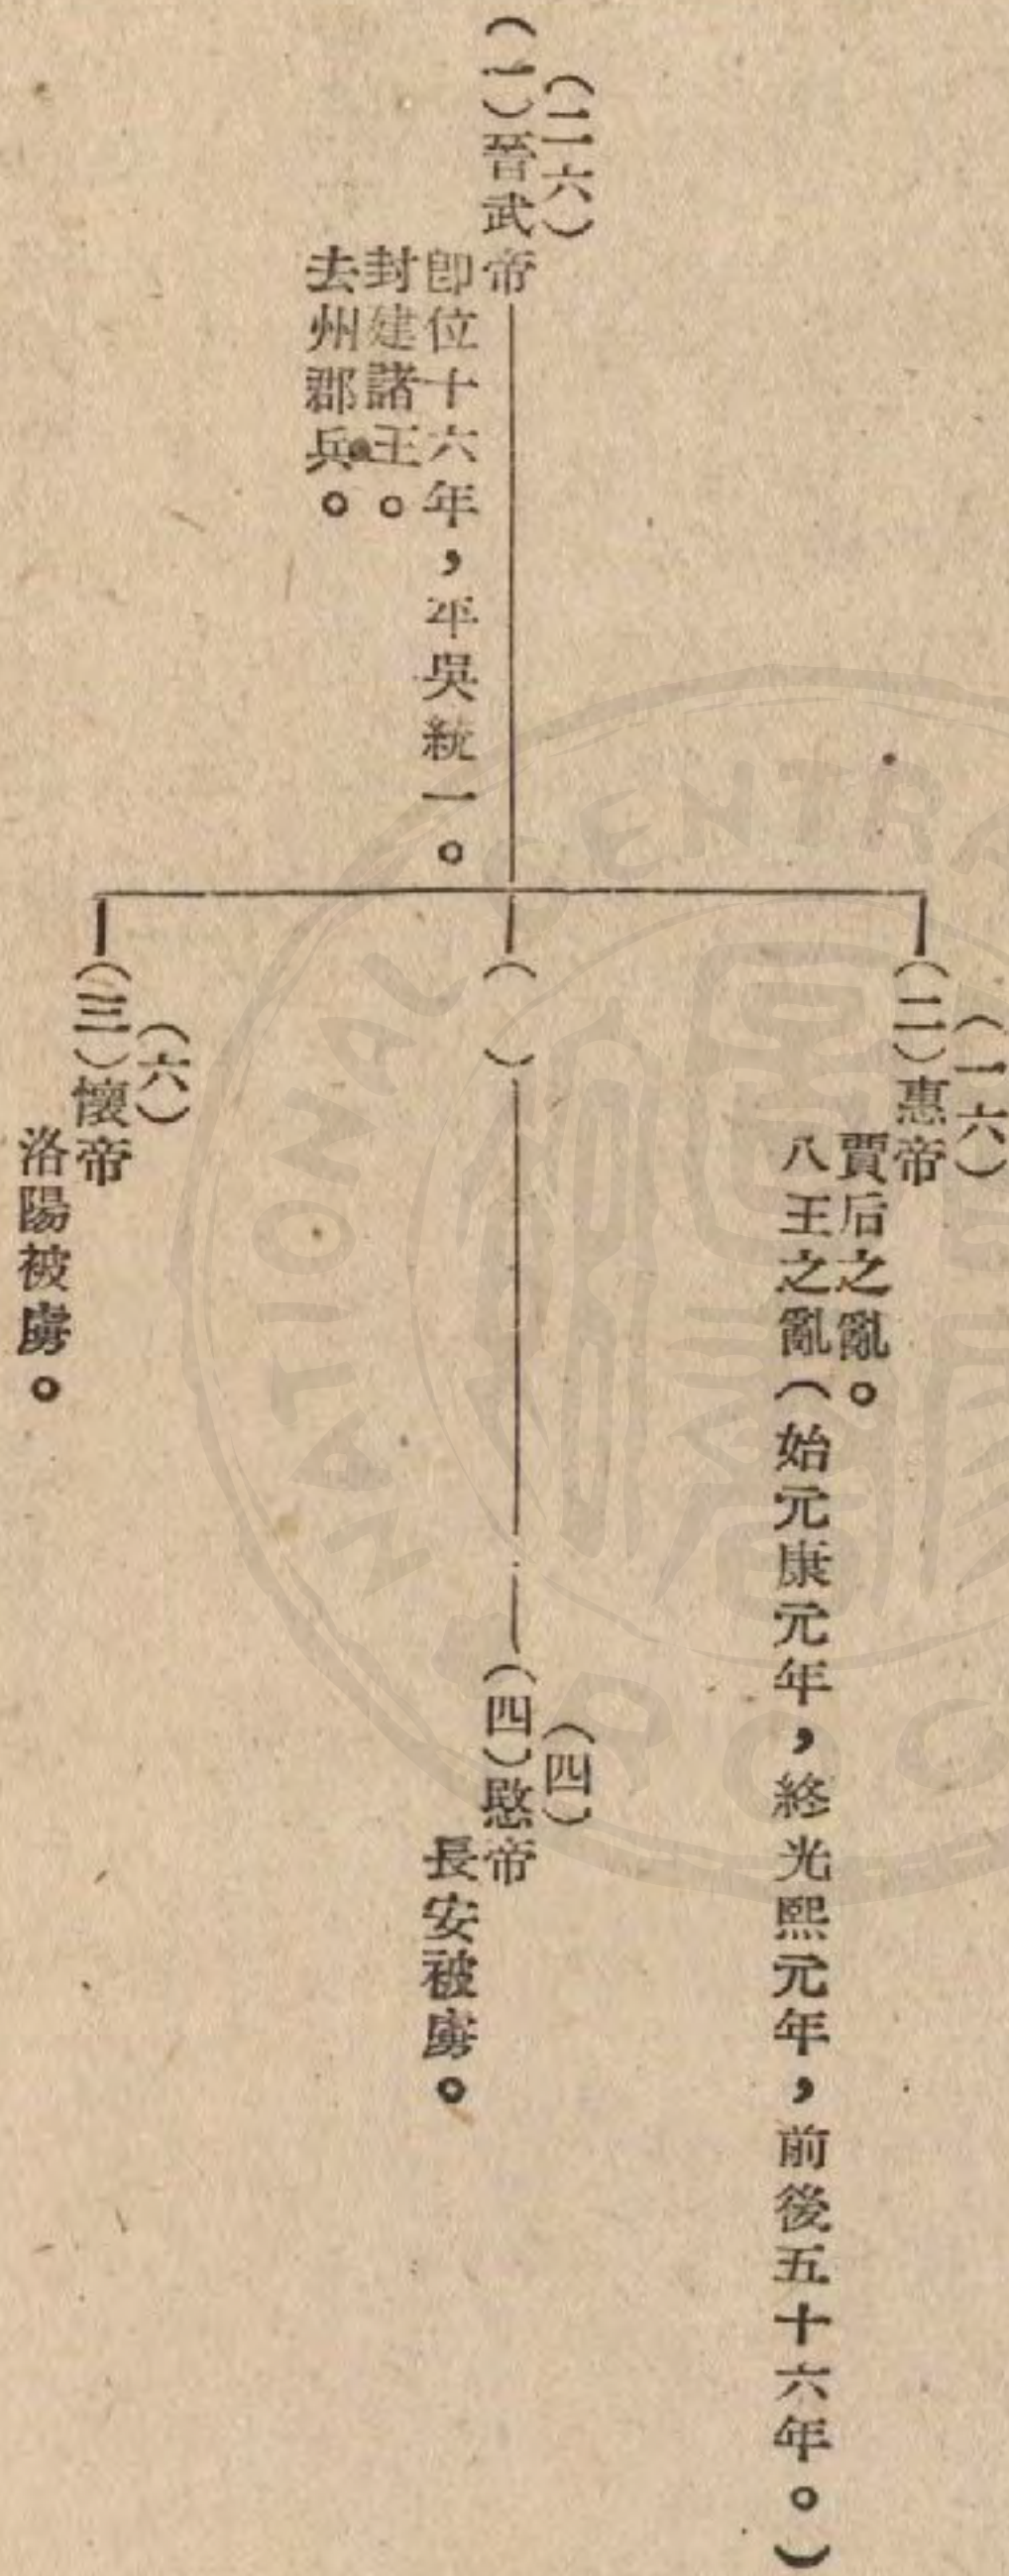 (二六)
(一)晉武帝
卽位十六年,平吳統一。
封建諸王。
去州郡兵。
(一六)
(二)惠帝
賈后之亂。
八王之亂(始元康元年,終光熙元年,前後五十六年。)
( )
(四)
(四)愍帝
長安被虜。
(六)
(三)懷帝
洛陽被虜。